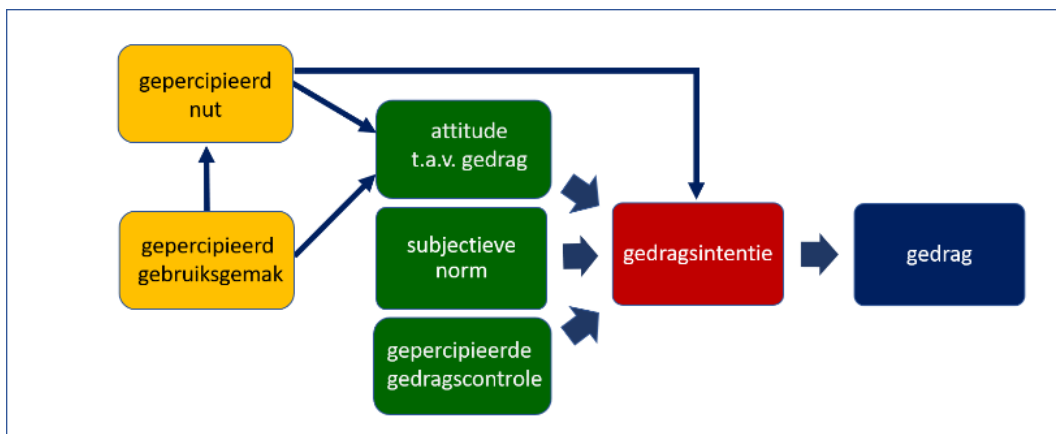 gepercipieerd
nut
attitude
t.a.v. gedrag
gepercipieerd
gebruiksgemak
subjectieve
norm
gedragsintentie
gedrag
gepercipieerde
gedragscontrole